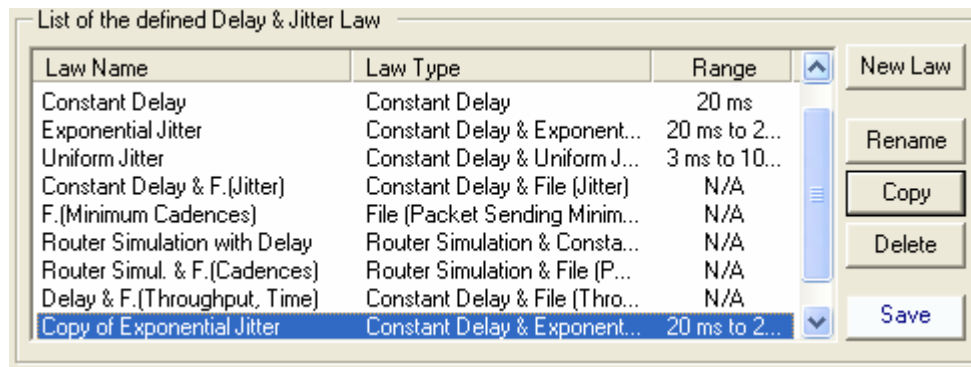 List of the defined Delay & Jitter Law
Law Name Law Type Range
Constant Delay Constant Delay 20 ms
Exponential Jitter Constant Delay & Exponent... 20 ms to 2...
Uniform Jitter Constant Delay & Uniform J... 3 ms to 10...
Constant Delay & F.(Jitter) Constant Delay & File (Jitter) N/A
F.(Minimum Cadences) File (Packet Sending Minim... N/A
Router Simulation with Delay Router Simulation & Consta... N/A
Router Simul. & F.(Cadences) Router Simulation & File (P... N/A
Delay & F.(Throughput, Time) Constant Delay & File (Thro... N/A
Copy of Exponential Jitter Constant Delay & Exponent... 20 ms to 2...
New Law
Rename
Copy
Delete
Save